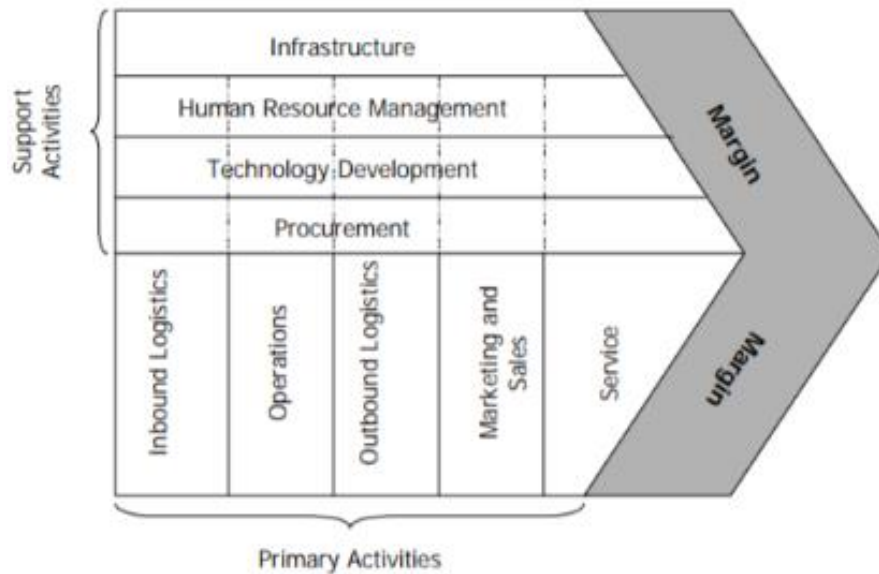 Support
Activities
Infrastructure
Human Resource Management
Technology Development
Procurement
Inbound Logistics
Operations
Outbound Logistics
Marketing and
Sales
Service
Margin
Margin
Primary Activities